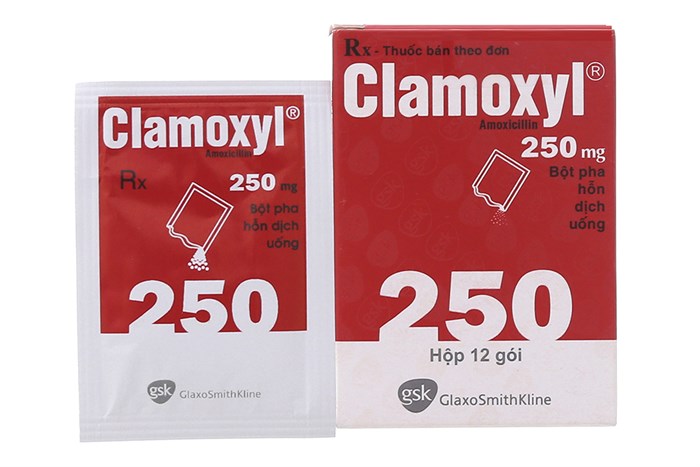 Clamoxyl®
Amoxicillin
Rx
250 mg
Bột pha
hỗn dịch
uống
250
gsk GlaxoSmithKline
Rx - Thuốc bán theo đơn
Clamoxyl®
Amoxicillin
250 mg
Bột pha
hỗn dịch
uống
250
Hộp 12 gói
gsk GlaxoSmithKline